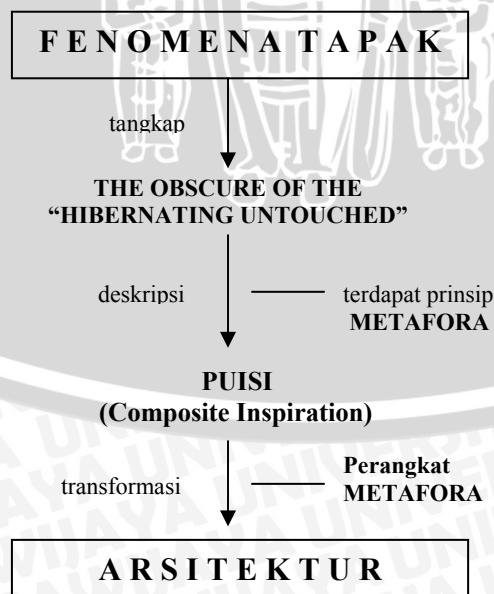 F E N O M E N A T A P A K
tangkap
THE OBSCURE OF THE
“HIBERNATING UNTOUCHED”
deskripsi
terdapat prinsip
METAFORA
PUISI
(Composite Inspiration)
transformasi
Perangkat
METAFORA
A R S I T E K T U R